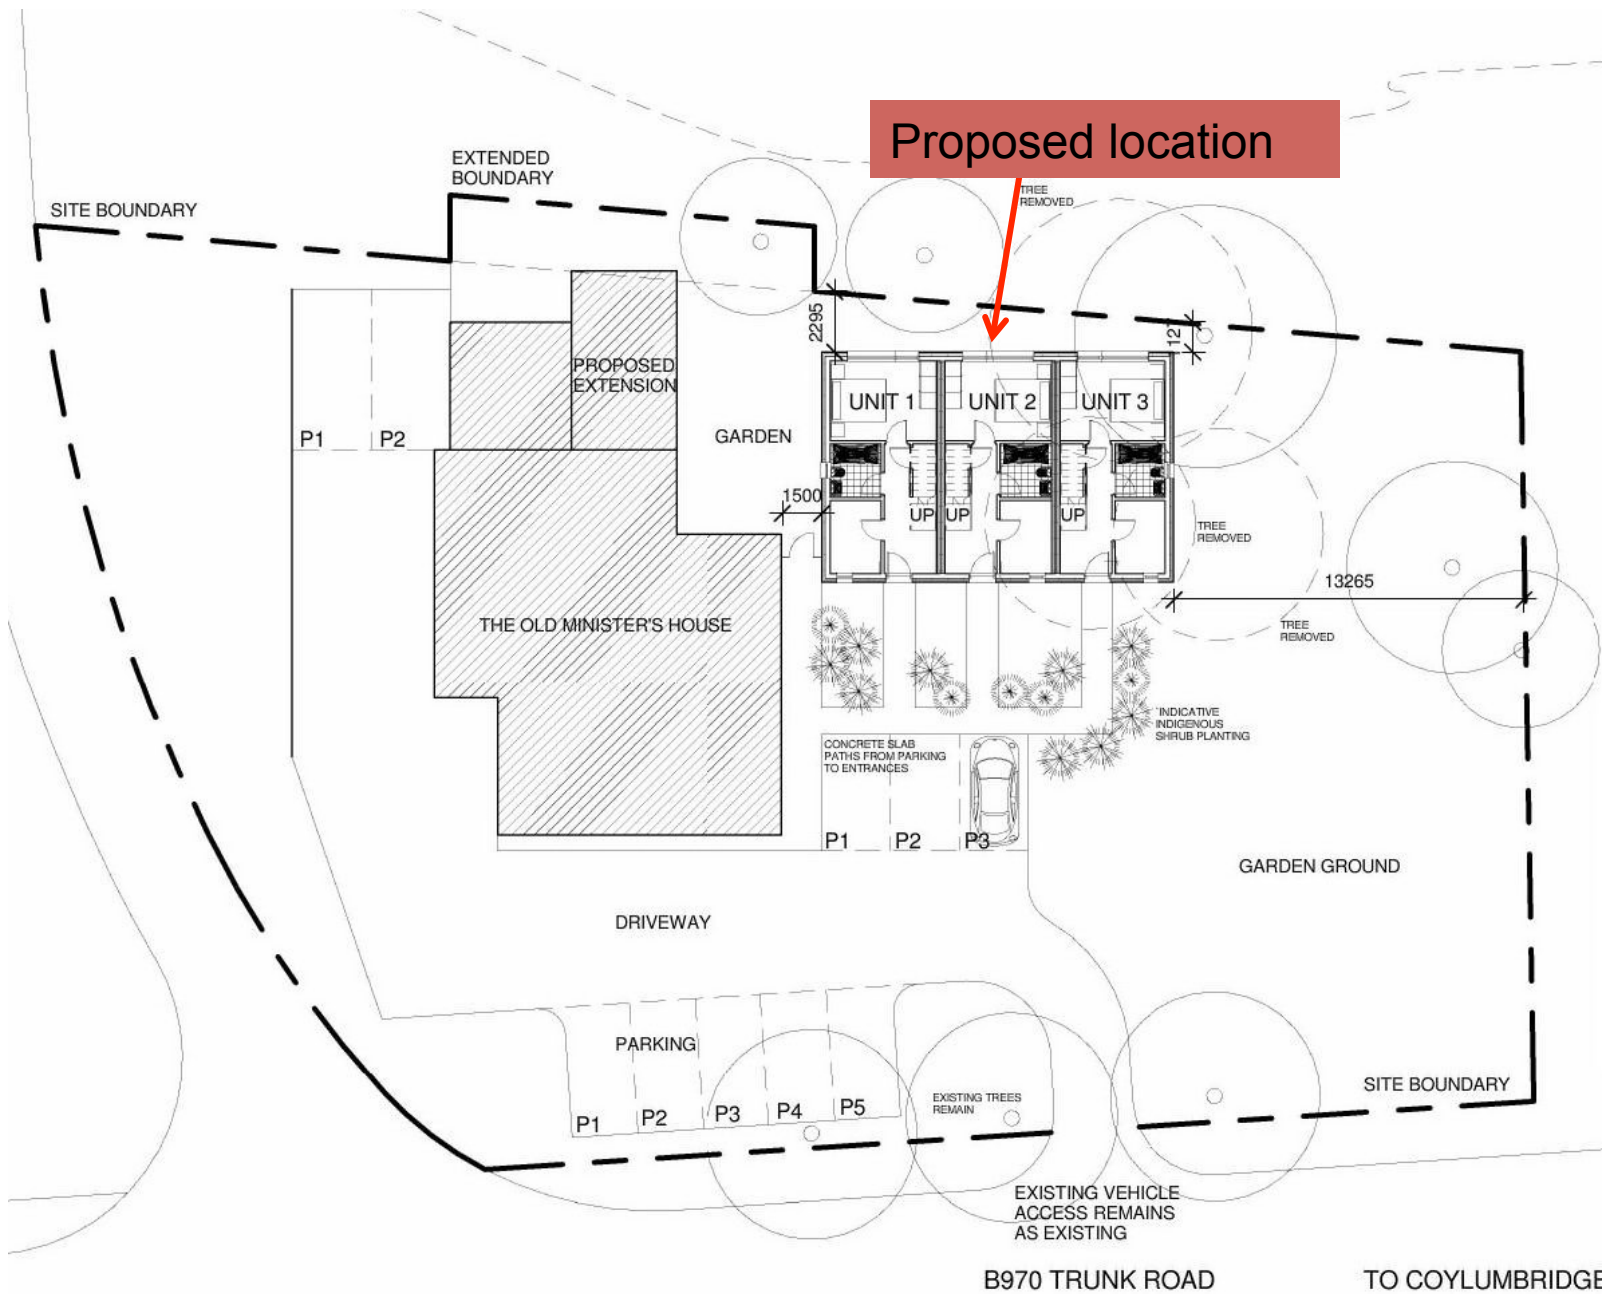 Proposed location
EXTENDED
BOUNDARY
SITE BOUNDARY
TREE
REMOVED
2295
PROPOSED
EXTENSION
P1
P2
GARDEN
UNIT 1
UNIT 2
UNIT 3
1500
UP
UP
UP
TREE
REMOVED
13265
THE OLD MINISTER'S HOUSE
TREE
REMOVED
'INDICATIVE
INDIGENOUS
SHRUB PLANTING
CONCRETE SLAB
PATHS FROM PARKING
TO ENTRANCES
P1
P2
P3
GARDEN GROUND
DRIVEWAY
PARKING
P1
P2
P3
P4
P5
EXISTING TREES
REMAIN
SITE BOUNDARY
EXISTING VEHICLE
ACCESS REMAINS
AS EXISTING
B970 TRUNK ROAD
TO COYLUMBRIDGE